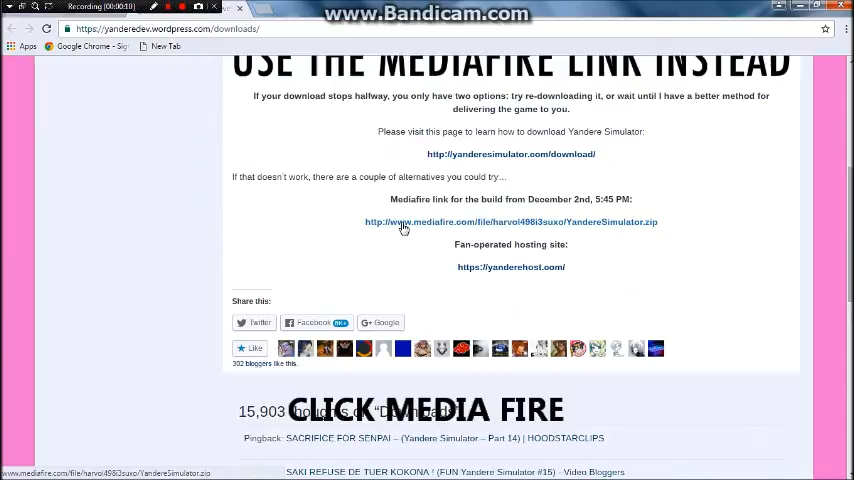 Recording [00:00:10]
www.Bandicam.com
https://yanderedev.wordpress.com/downloads/
Apps
Google Chrome - Sig
New Tab
USE THE MEDIAFIRE LINK INSTEAD
If your download stops halfway, you only have two options: try re-downloading it, or wait until I have a better method for
delivering the game to you.
Please visit this page to learn how to download Yandere Simulator:
http://yanderesimulator.com/download/
If that doesn't work, there are a couple of alternatives you could try…
Mediafire link for the build from December 2nd, 5:45 PM:
http://www.mediafire.com/file/harvol498i3suxo/YandereSimulator.zip
Fan-operated hosting site:
https://yanderehost.com/
Share this:
Twitter
Facebook 8K+
G+ Google
Like
302 bloggers like this.
15,903 thoughts on “Downloads”
CLICK MEDIA FIRE
Pingback: SACRIFICE FOR SENPAI – (Yandere Simulator – Part 14) | HOODSTARCLIPS
www.mediafire.com/file/harvol498i3suxo/YandereSimulator.zip
SAKI REFUSE DE TUER KOKONA ! (FUN Yandere Simulator #15) – Video Bloggers